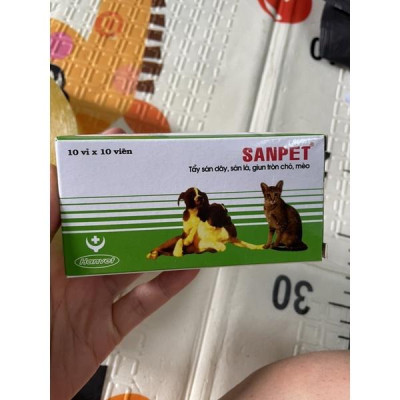 10 vỉ x 10 viên
SANPET®
Tẩy sán dây, sán lá, giun tròn chó, mèo
Hanvet
30